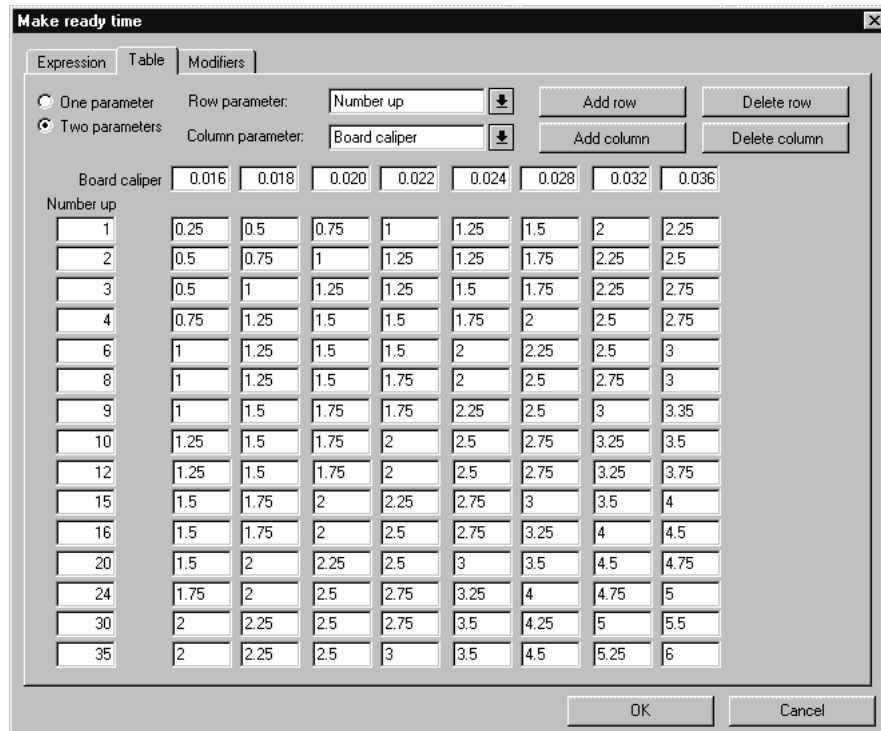 Make ready time
Expression Table Modifiers
One parameter Row parameter: Number up Add row Delete row
Two parameters Column parameter: Board caliper Add column Delete column
Board caliper 0.016 0.018 0.020 0.022 0.024 0.028 0.032 0.036
Number up
1 0.25 0.5 0.75 1 1.25 1.5 2 2.25
2 0.5 0.75 1 1.25 1.25 1.75 2.25 2.5
3 0.5 1 1.25 1.25 1.5 1.75 2.25 2.75
4 0.75 1.25 1.5 1.5 1.75 2 2.5 2.75
6 1 1.25 1.5 1.5 2 2.25 2.5 3
8 1 1.25 1.5 1.75 2 2.5 2.75 3
9 1 1.5 1.75 1.75 2.25 2.5 3 3.35
10 1.25 1.5 1.75 2 2.5 2.75 3.25 3.5
12 1.25 1.5 1.75 2 2.5 2.75 3.25 3.75
15 1.5 1.75 2 2.25 2.75 3 3.5 4
16 1.5 1.75 2 2.5 2.75 3.25 4 4.5
20 1.5 2 2.25 2.5 3 3.5 4.5 4.75
24 1.75 2 2.5 2.75 3.25 4 4.75 5
30 2 2.25 2.5 2.75 3.5 4.25 5 5.5
35 2 2.25 2.5 3 3.5 4.5 5.25 6
OK Cancel